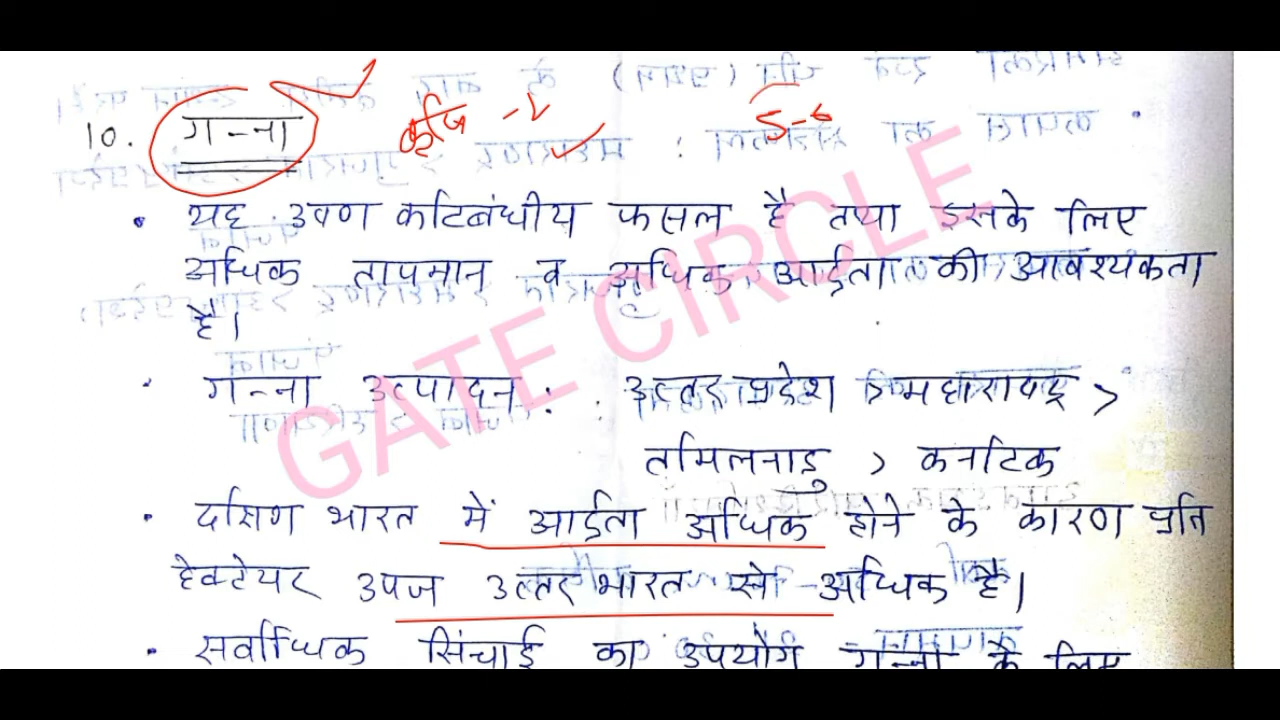 10. गन्ना
5-6
• यह उष्ण कटिबंधीय फसल है तथा इसके लिए
अधिक तापमान व अधिक आर्द्रता की आवश्यकता
है।
• गन्ना उत्पादन : उत्तर प्रदेश > महाराष्ट्र >
तमिलनाडु > कर्नाटक
• दक्षिण भारत में आर्द्रता अधिक होने के कारण प्रति
हेक्टेयर उपज उत्तर भारत से अधिक है।
• सर्वाधिक सिंचाई का उपयोग गन्ना के लिए
GATE CIRCLE